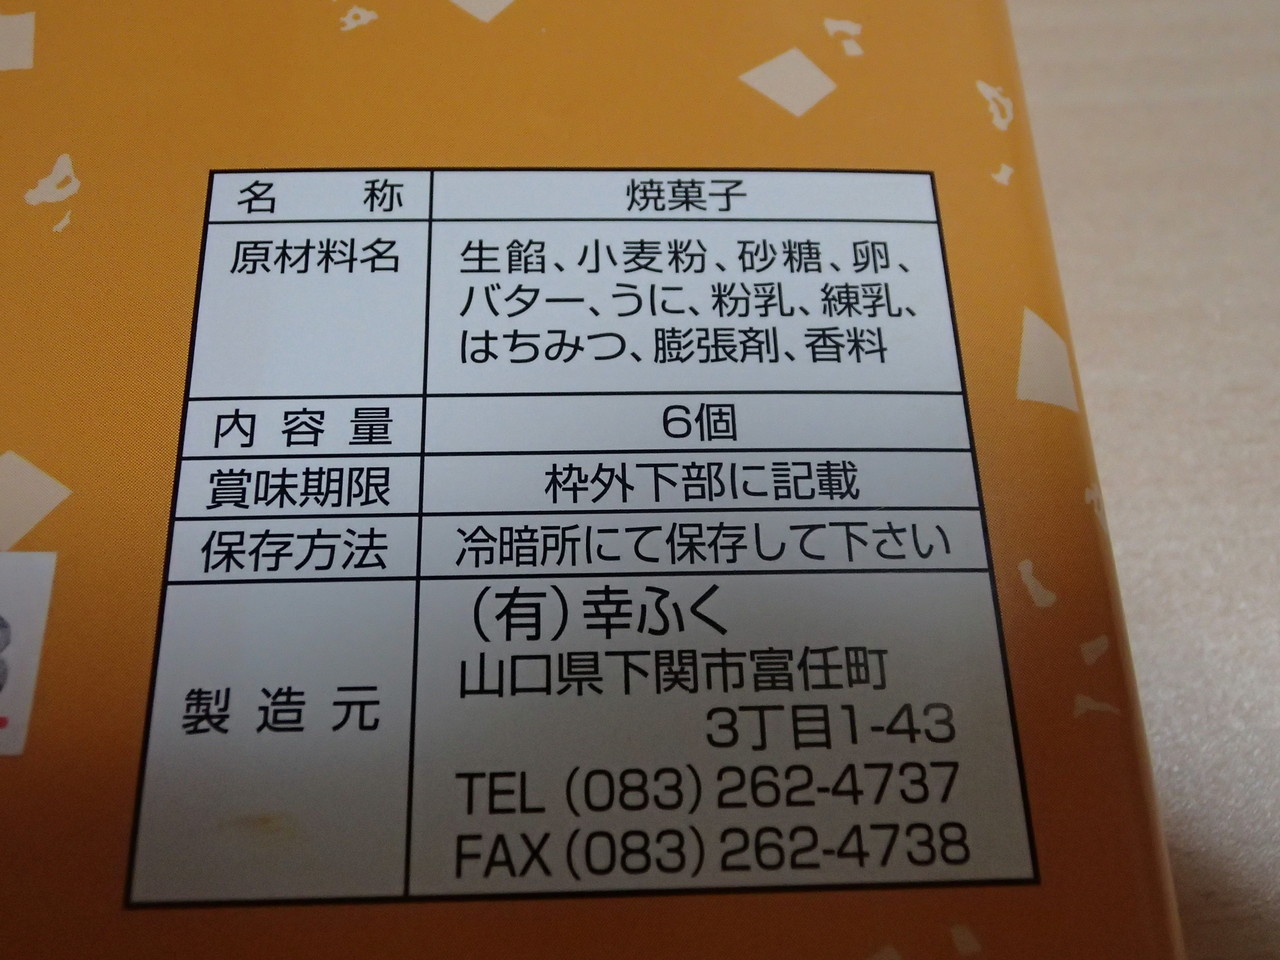 名称 焼菓子
原材料名 生餡、小麦粉、砂糖、卵、
バター、うに、粉乳、練乳、
はちみつ、膨張剤、香料
内容量 6個
賞味期限 枠外下部に記載
保存方法 冷暗所にて保存して下さい
製造元 (有)幸ふく
山口県下関市富任町
3丁目1-43
TEL (083) 262-4737
FAX (083) 262-4738